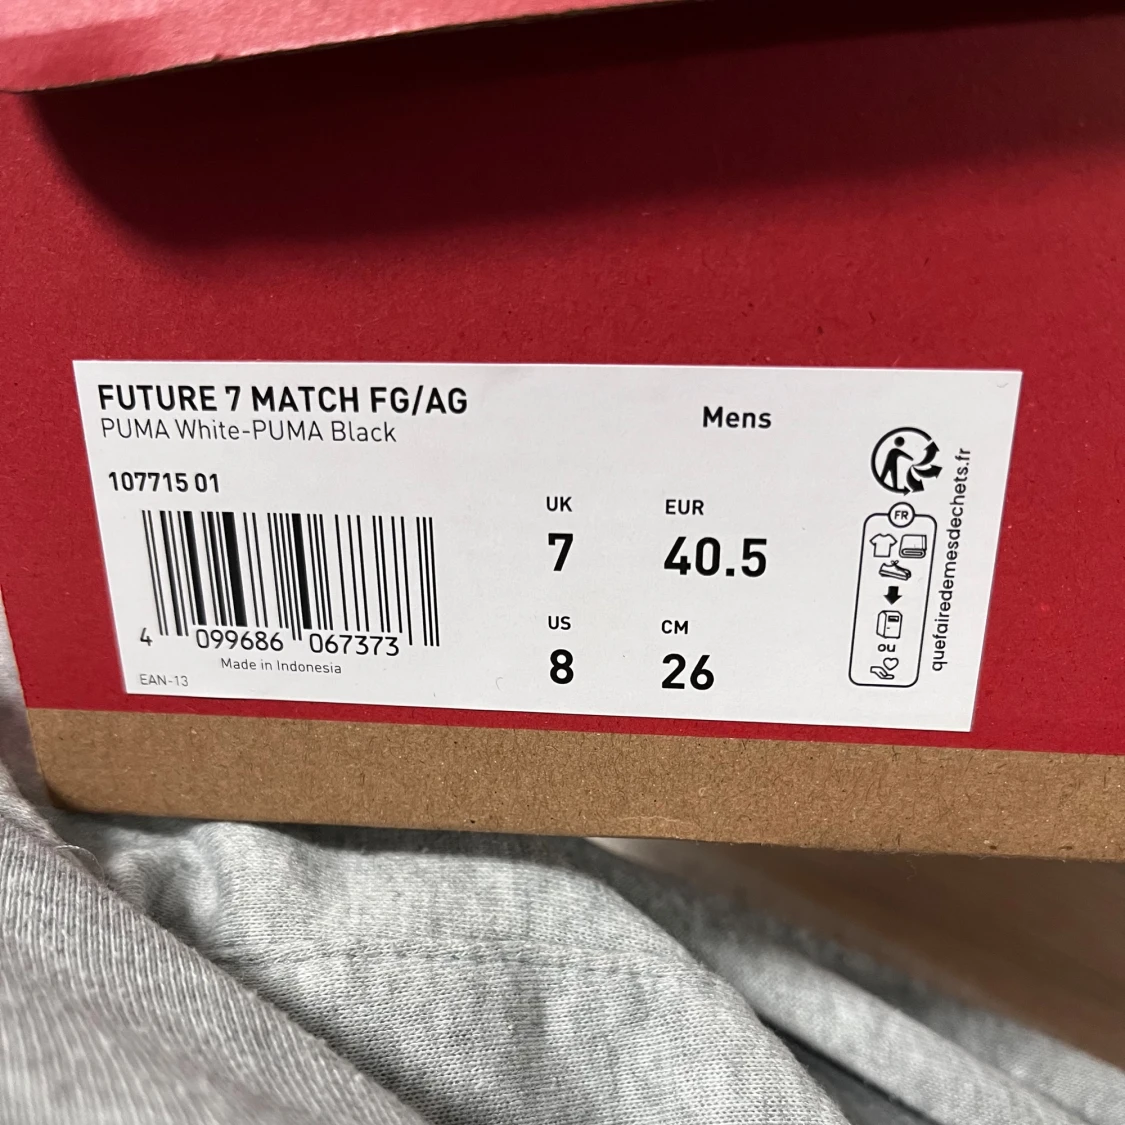 FUTURE 7 MATCH FG/AG
PUMA White-PUMA Black
Mens
107715 01
UK
7
EUR
40.5
US
8
CM
26
4 099686 067373
Made in Indonesia
EAN-13
FR
ou
quefairedemesdechets.fr